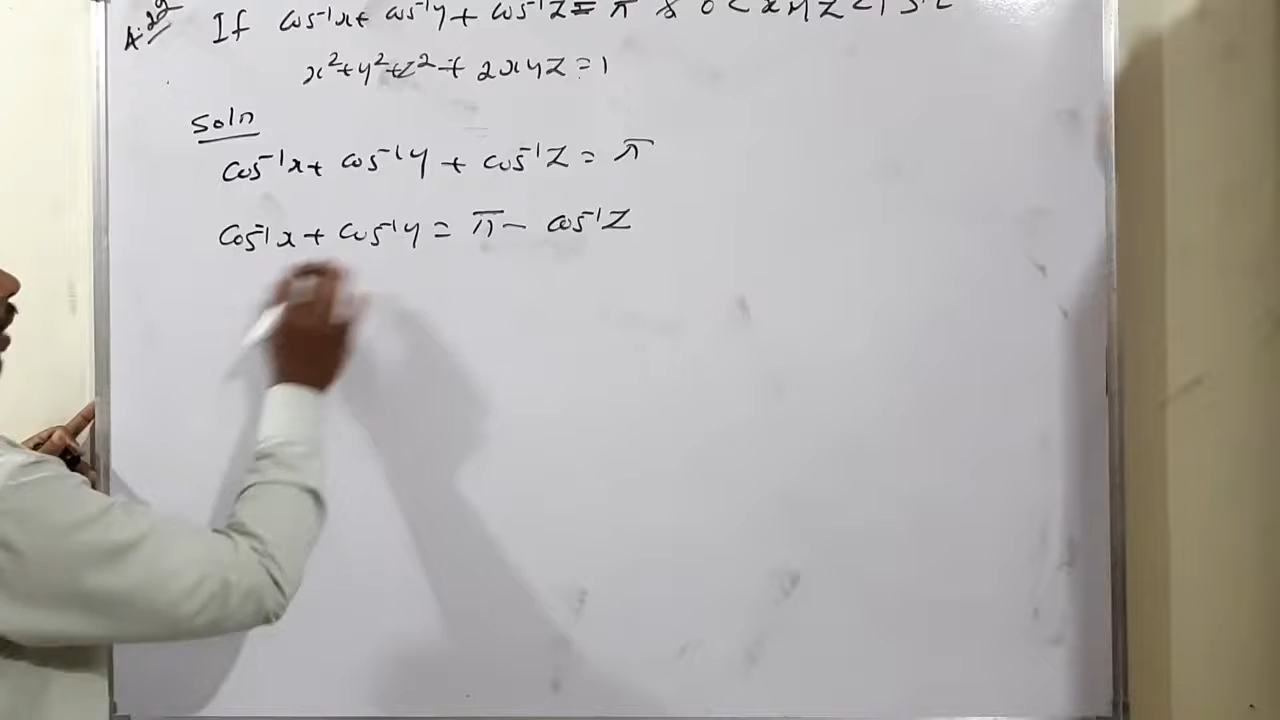 A-22
If cos⁻¹x + cos⁻¹y + cos⁻¹z = π & 0 < x,y,z < 1 S.T.
x² + y² + z² + 2xyz = 1
Soln
cos⁻¹x + cos⁻¹y + cos⁻¹z = π
cos⁻¹x + cos⁻¹y = π - cos⁻¹z